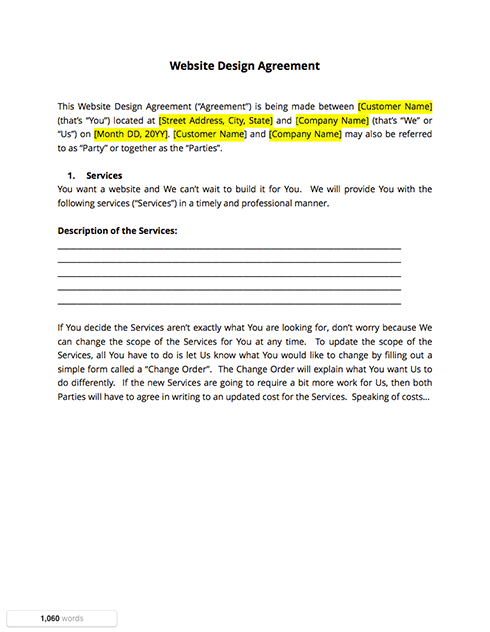 Website Design Agreement
This Website Design Agreement (“Agreement”) is being made between [Customer Name]
(that’s “You”) located at [Street Address, City, State] and [Company Name] (that’s “We” or
“Us”) on [Month DD, 20YY]. [Customer Name] and [Company Name] may also be referred
to as “Party” or together as the “Parties”.
1. Services
You want a website and We can’t wait to build it for You. We will provide You with the
following services (“Services”) in a timely and professional manner.
Description of the Services:
If You decide the Services aren’t exactly what You are looking for, don’t worry because We
can change the scope of the Services for You at any time. To update the scope of the
Services, all You have to do is let Us know what You would like to change by filling out a
simple form called a “Change Order”. The Change Order will explain what You want Us to
do differently. If the new Services are going to require a bit more work for Us, then both
Parties will have to agree in writing to an updated cost for the Services. Speaking of costs…
1,060 words